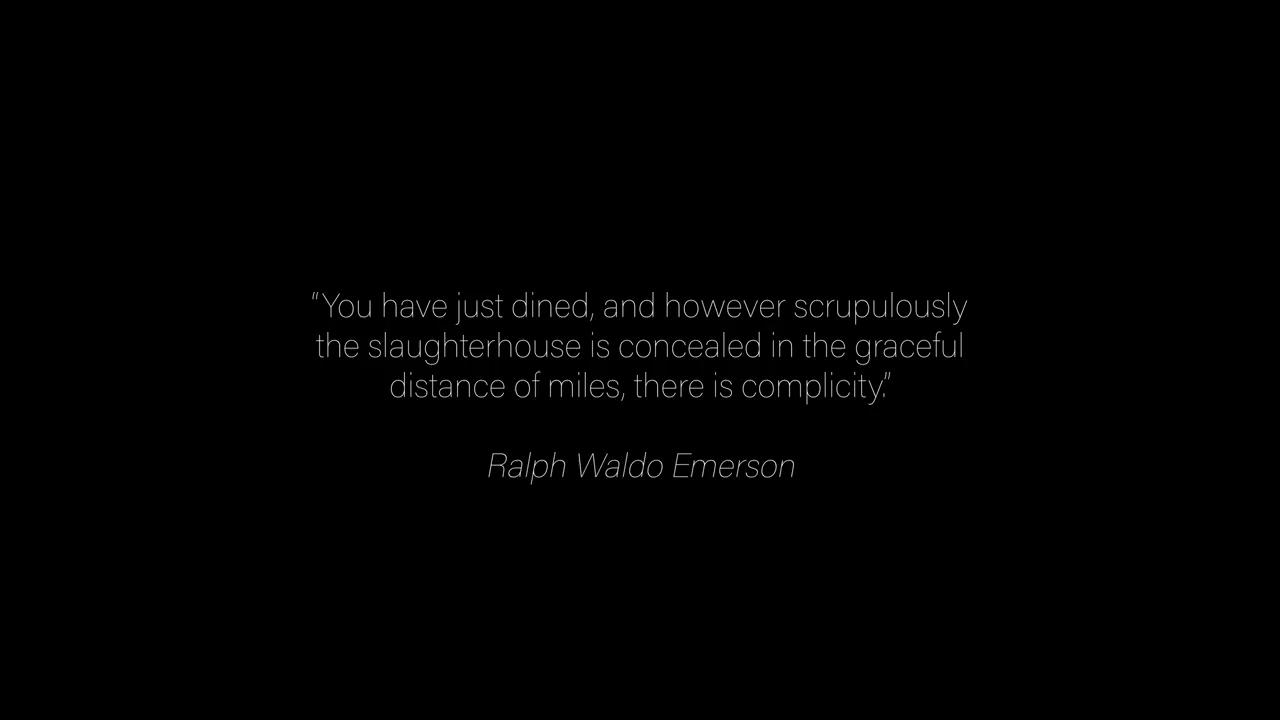 "You have just dined, and however scrupulously
the slaughterhouse is concealed in the graceful
distance of miles, there is complicity."
Ralph Waldo Emerson